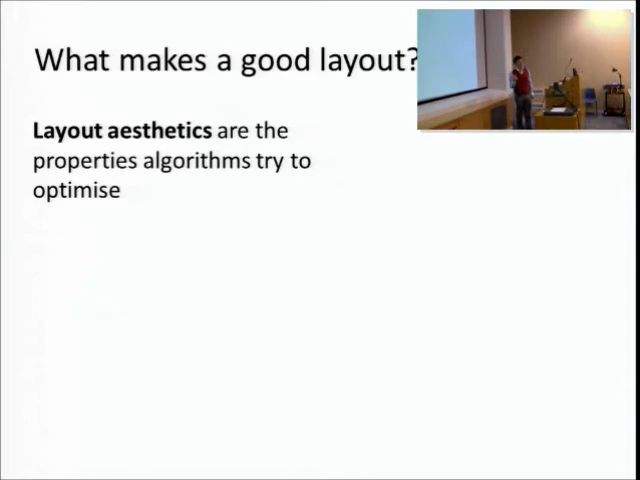 What makes a good layout?
Layout aesthetics are the
properties algorithms try to
optimise